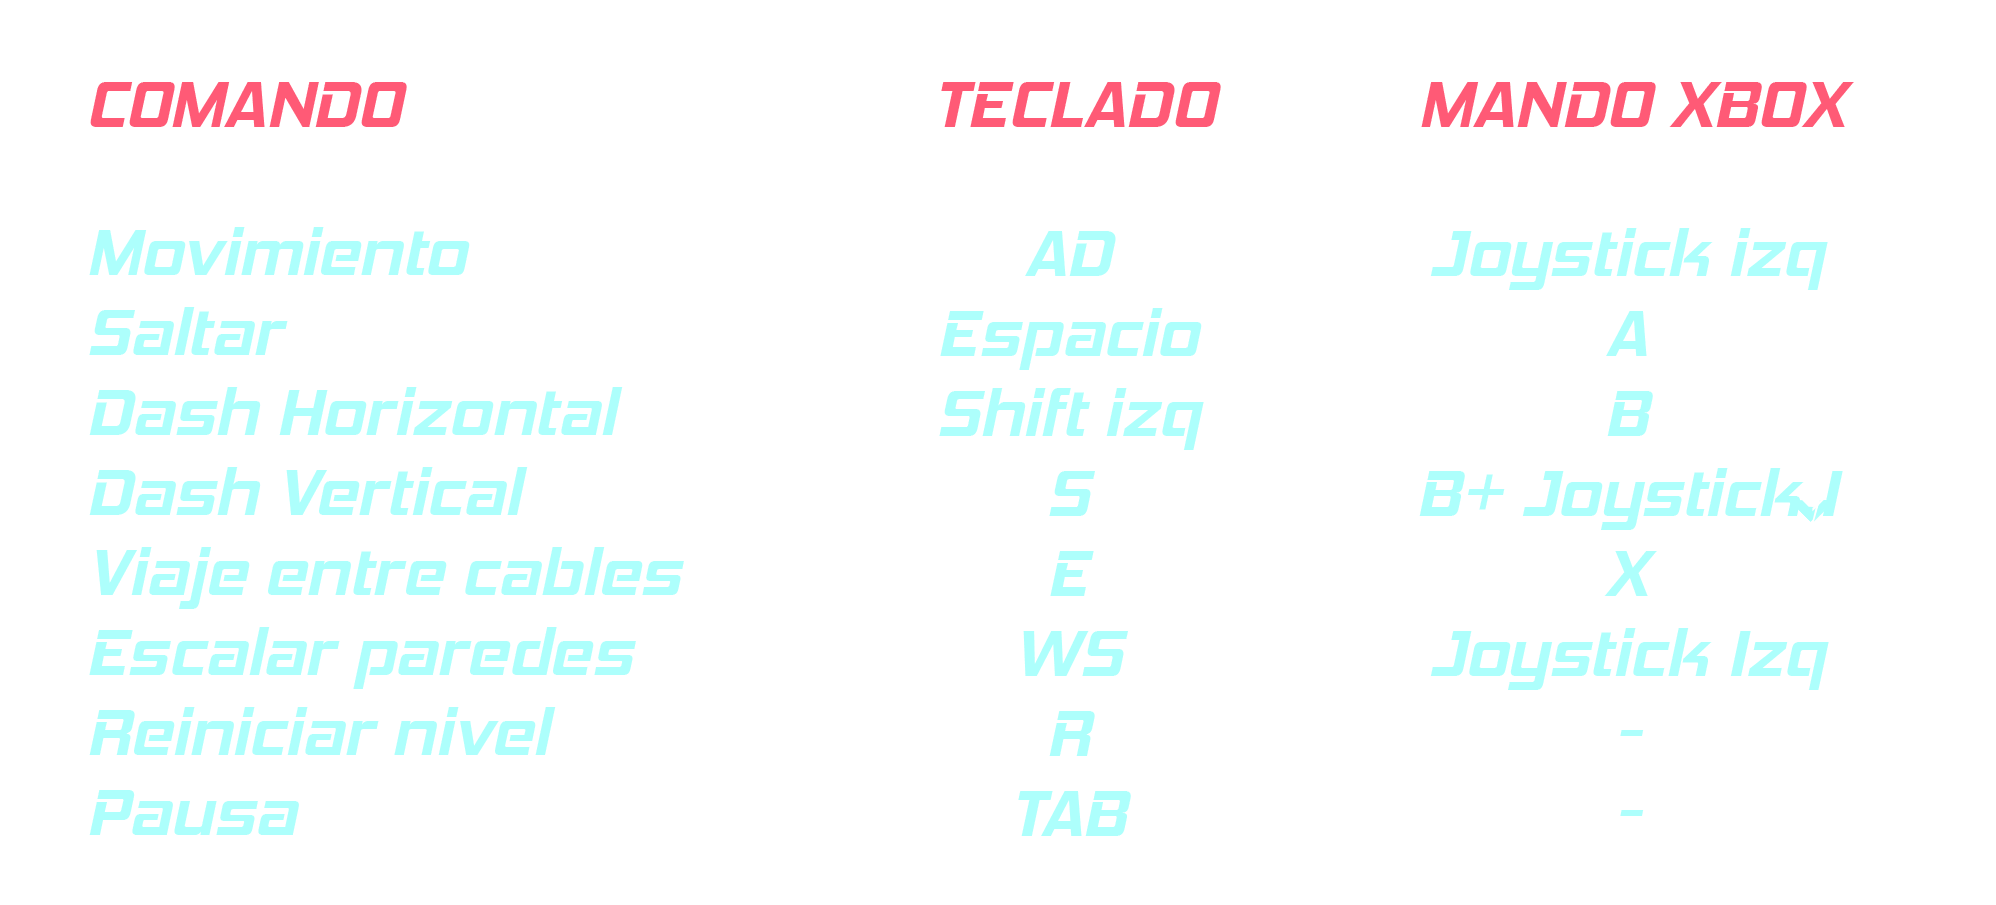 COMANDO TECLADO MANDO XBOX
Movimiento AD Joystick izq
Saltar Espacio A
Dash Horizontal Shift izq B
Dash Vertical S B+ Joystick↓
Viaje entre cables E X
Escalar paredes WS Joystick Izq
Reiniciar nivel R -
Pausa TAB -